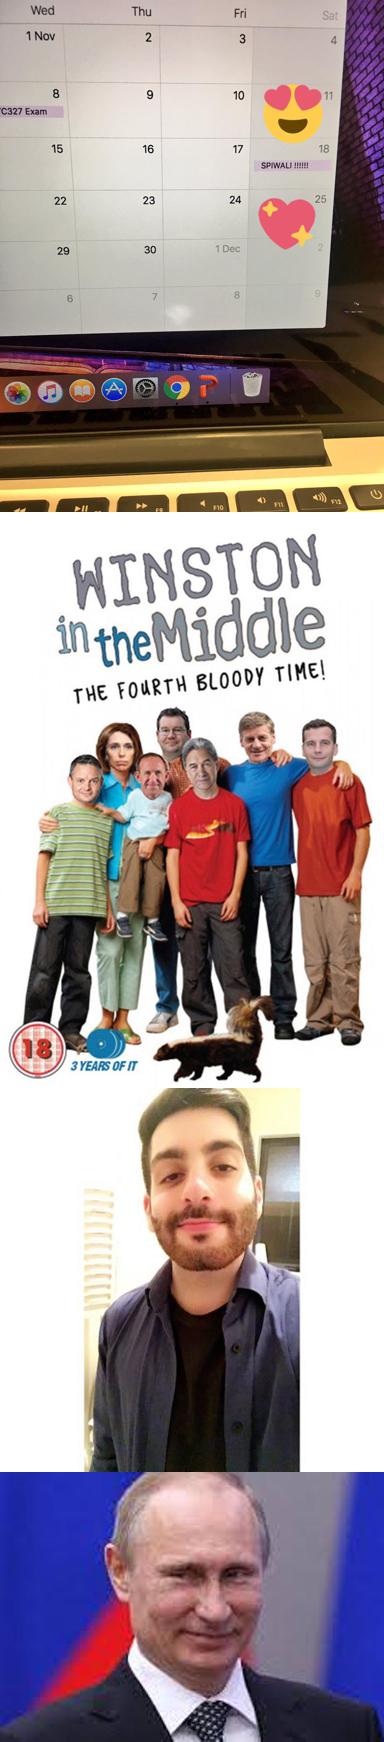 Wed Thu Fri Sat
1 Nov 2 3 4
8 9 10 11
C327 Exam
15 16 17 18
SPIWALI !!!!!!
22 23 24 25
29 30 1 Dec 2
6 7 8 9
F9 F10 F11 F12
WINSTON
in the Middle
THE FOURTH BLOODY TIME!
18
3 YEARS OF IT